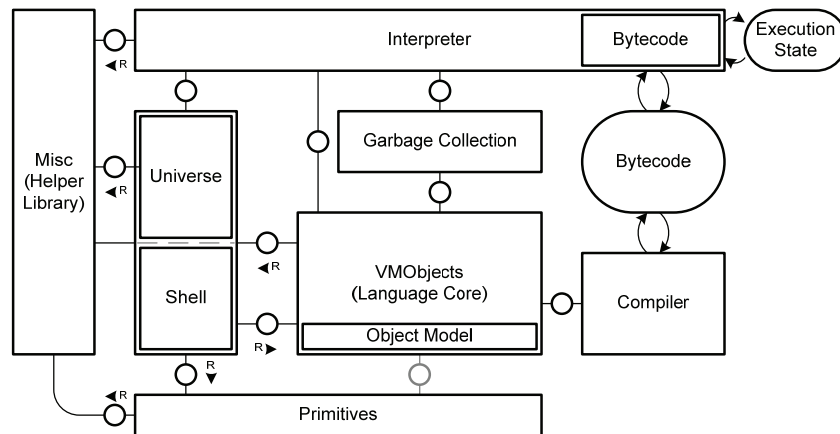 Interpreter
Bytecode
Execution
State
R
Misc
(Helper
Library)
Universe
Garbage Collection
Bytecode
R
R
Shell
VMObjects
(Language Core)
Object Model
Compiler
R
R
R
Primitives